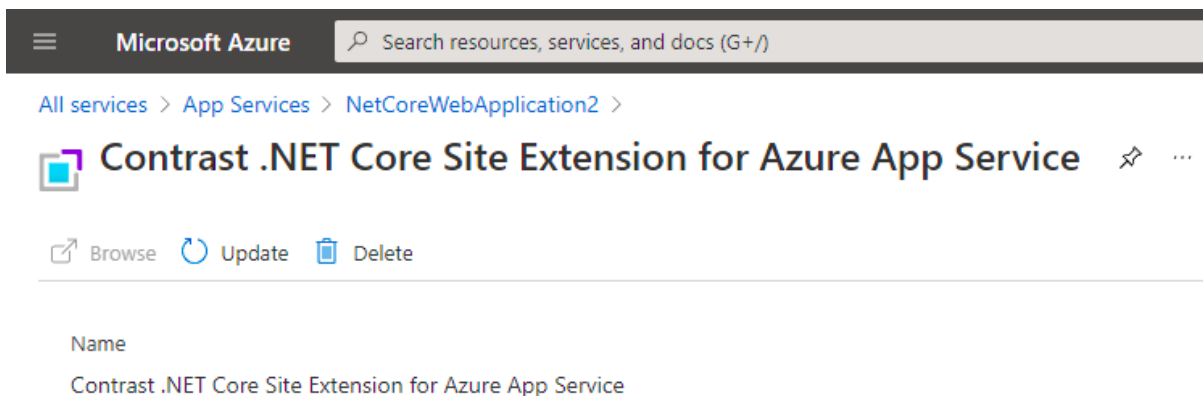 Microsoft Azure Search resources, services, and docs (G+/)
All services > App Services > NetCoreWebApplication2 >
Contrast .NET Core Site Extension for Azure App Service ...
Browse Update Delete
Name
Contrast .NET Core Site Extension for Azure App Service